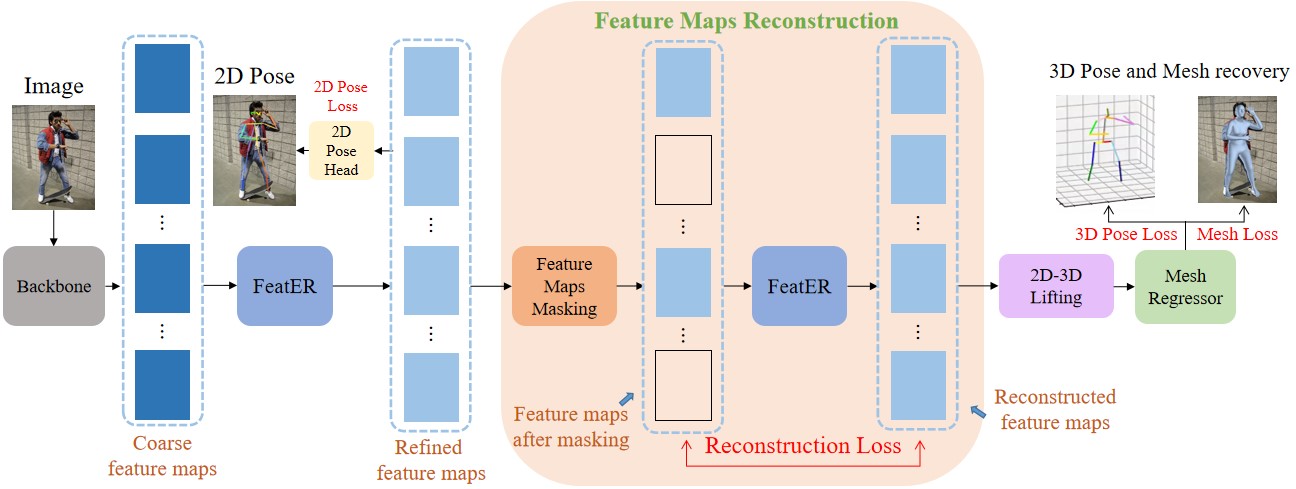 Feature Maps Reconstruction
Image
2D Pose
2D Pose
Loss
2D
Pose
Head
3D Pose and Mesh recovery
Backbone
FeatER
Feature
Maps
Masking
FeatER
2D-3D
Lifting
Mesh
Regressor
3D Pose Loss
Mesh Loss
Coarse
feature maps
Refined
feature maps
Feature maps
after masking
Reconstruction Loss
Reconstructed
feature maps